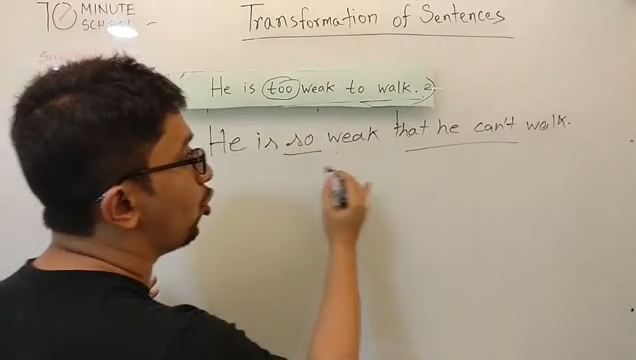 10 MINUTE
SCHOOL
Transformation of Sentences
He is too weak to walk.
He is so weak that he can't walk.